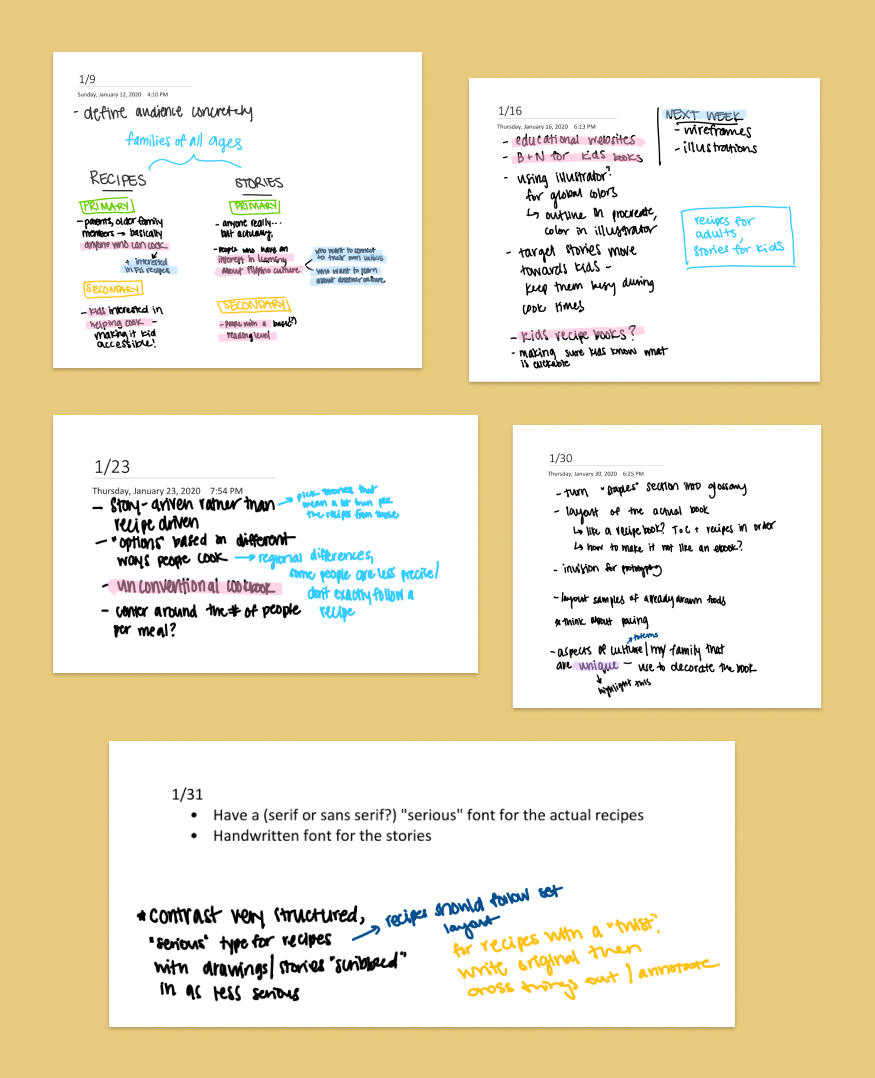 1/9
Sunday, January 12, 2020 4:10 PM
- define audience concretely
families of all ages
RECIPES
PRIMARY
- parents, older family
members → basically
anyone who can cook
+ interested
in Fil recipes
SECONDARY
- kids interested in
helping cook -
making it kid
accessible!
STORIES
PRIMARY
- anyone really...
but actually,
- people who have an
interest in learning
about filipino culture
who want to connect
to their own
who want to learn
about another culture
SECONDARY
- people with a basic(?)
reading level
1/16
Thursday, January 16, 2020 6:13 PM
- educational websites
- B+N for kids books
- using illustrator?
for global colors
↳ outline in procreate,
color in illustrator
- target stories more
towards kids -
keep them busy during
cook times
- kids recipe books?
- making sure kids know what
is clickable
NEXT WEEK
- wireframes
- illustrations
recipes for
adults,
stories for kids
1/23
Thursday, January 23, 2020 7:54 PM
- story-driven rather than
recipe driven
→ pick stories that
mean a lot then pick
the recipes from those
- "options" based on different
ways people cook → regional differences,
some people are less precise/
don't exactly follow a
recipe
- unconventional cookbook
- center around the # of people
per meal?
1/30
Thursday, January 30, 2020 6:25 PM
- turn "staples" section into glossary
- layout of the actual book
↳ like a recipe book? ToC + recipes in order
↳ how to make it not like an ebook?
- invision for prototyping
- layout samples of already drawn foods
* think about pacing
- aspects of culture/my family that
→ totems
are unique - use to decorate the book
↓ highlight this
1/31
• Have a (serif or sans serif?) "serious" font for the actual recipes
• Handwritten font for the stories
* contrast very structured,
"serious" type for recipes
with drawings/stories "scribbled"
in as less serious
→ recipes should follow set
layout
for recipes with a "twist":
write original then
cross things out / annotate